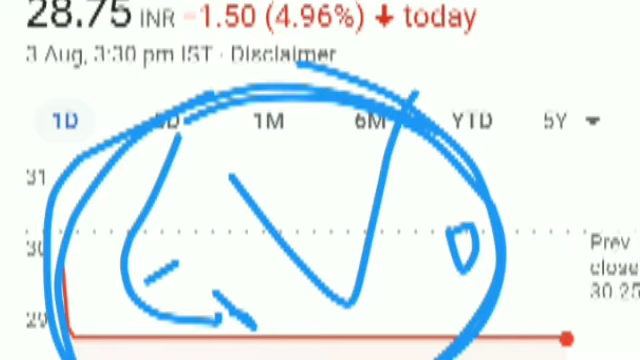 28.75 INR −1.50 (4.96%) ↓ today
3 Aug, 3:30 pm IST · Disclaimer
1D 5D 1M 6M YTD 5Y
31
30
Prev
close
30.25
29